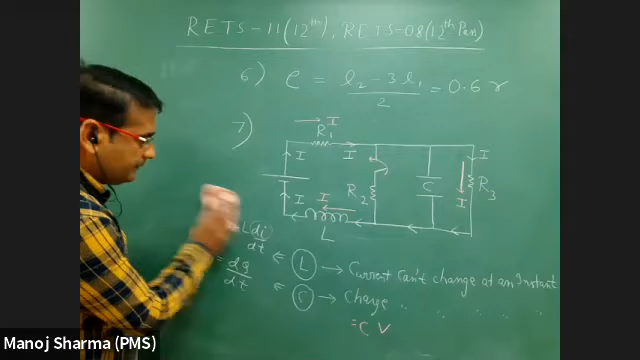 RETS-11(12th), RETS-08(12th Pass)
6) e = l2 - 3l1 / 2 = 0.6 r
7)
I
R1
I
I
I
R2
C
I
I
R3
I
I
L
L di/dt ⇐ L → Current can't change at an Instant
= dQ/dt ⇐ C → Charge " " " " "
= C V
Manoj Sharma (PMS)